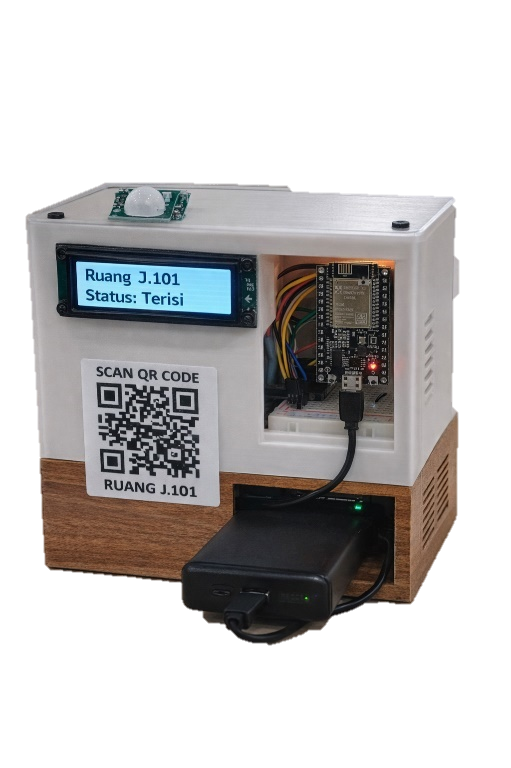 Ruang J.101
Status: Terisi
SCAN QR CODE
RUANG J.101